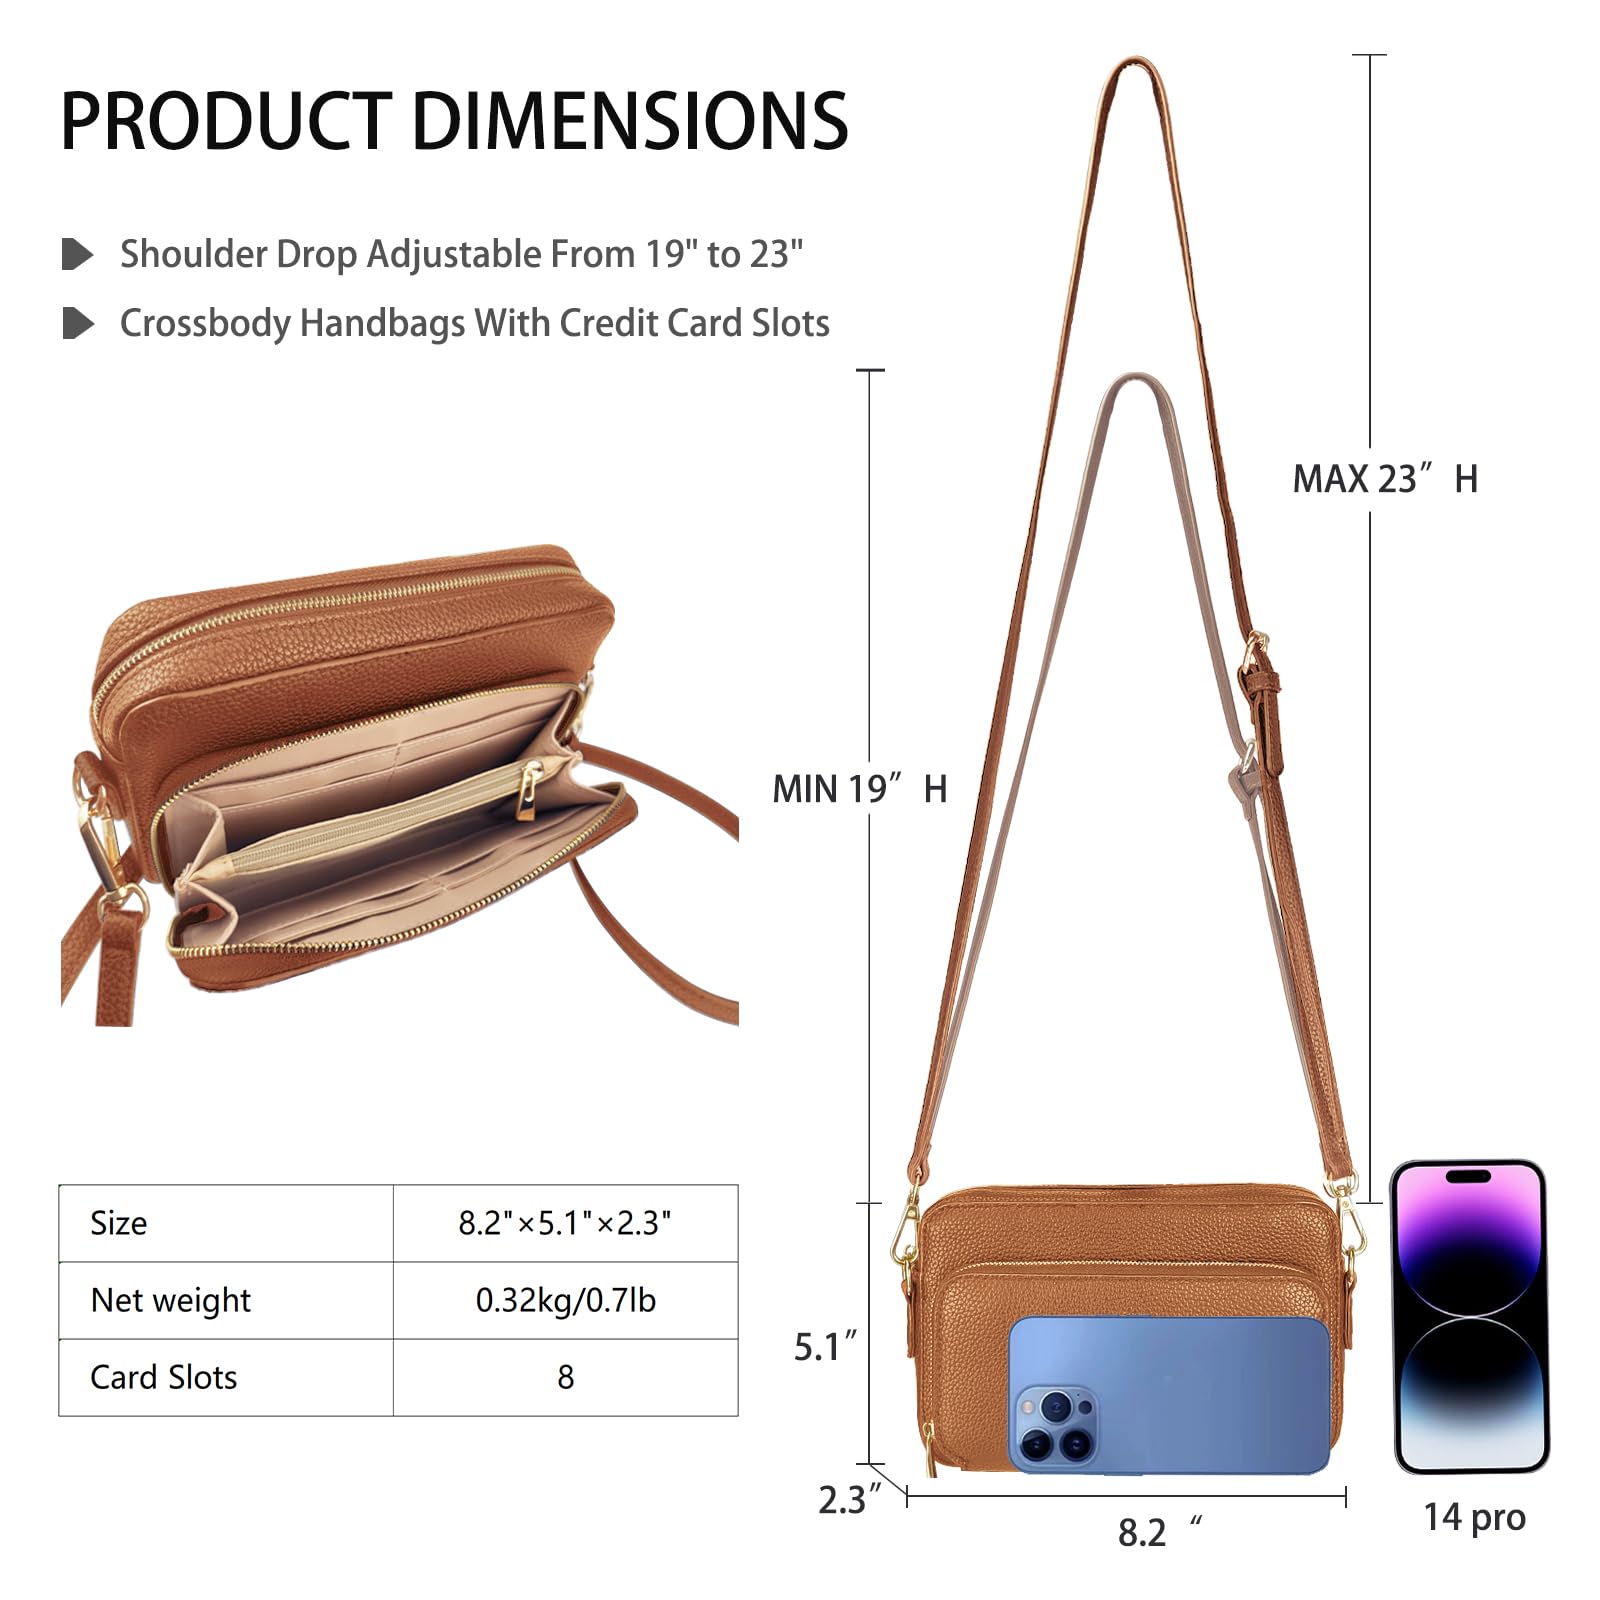 PRODUCT DIMENSIONS
Shoulder Drop Adjustable From 19" to 23"
Crossbody Handbags With Credit Card Slots
MAX 23” H
MIN 19” H
Size 8.2"×5.1"×2.3"
Net weight 0.32kg/0.7lb
Card Slots 8
5.1”
2.3”
8.2 “
14 pro